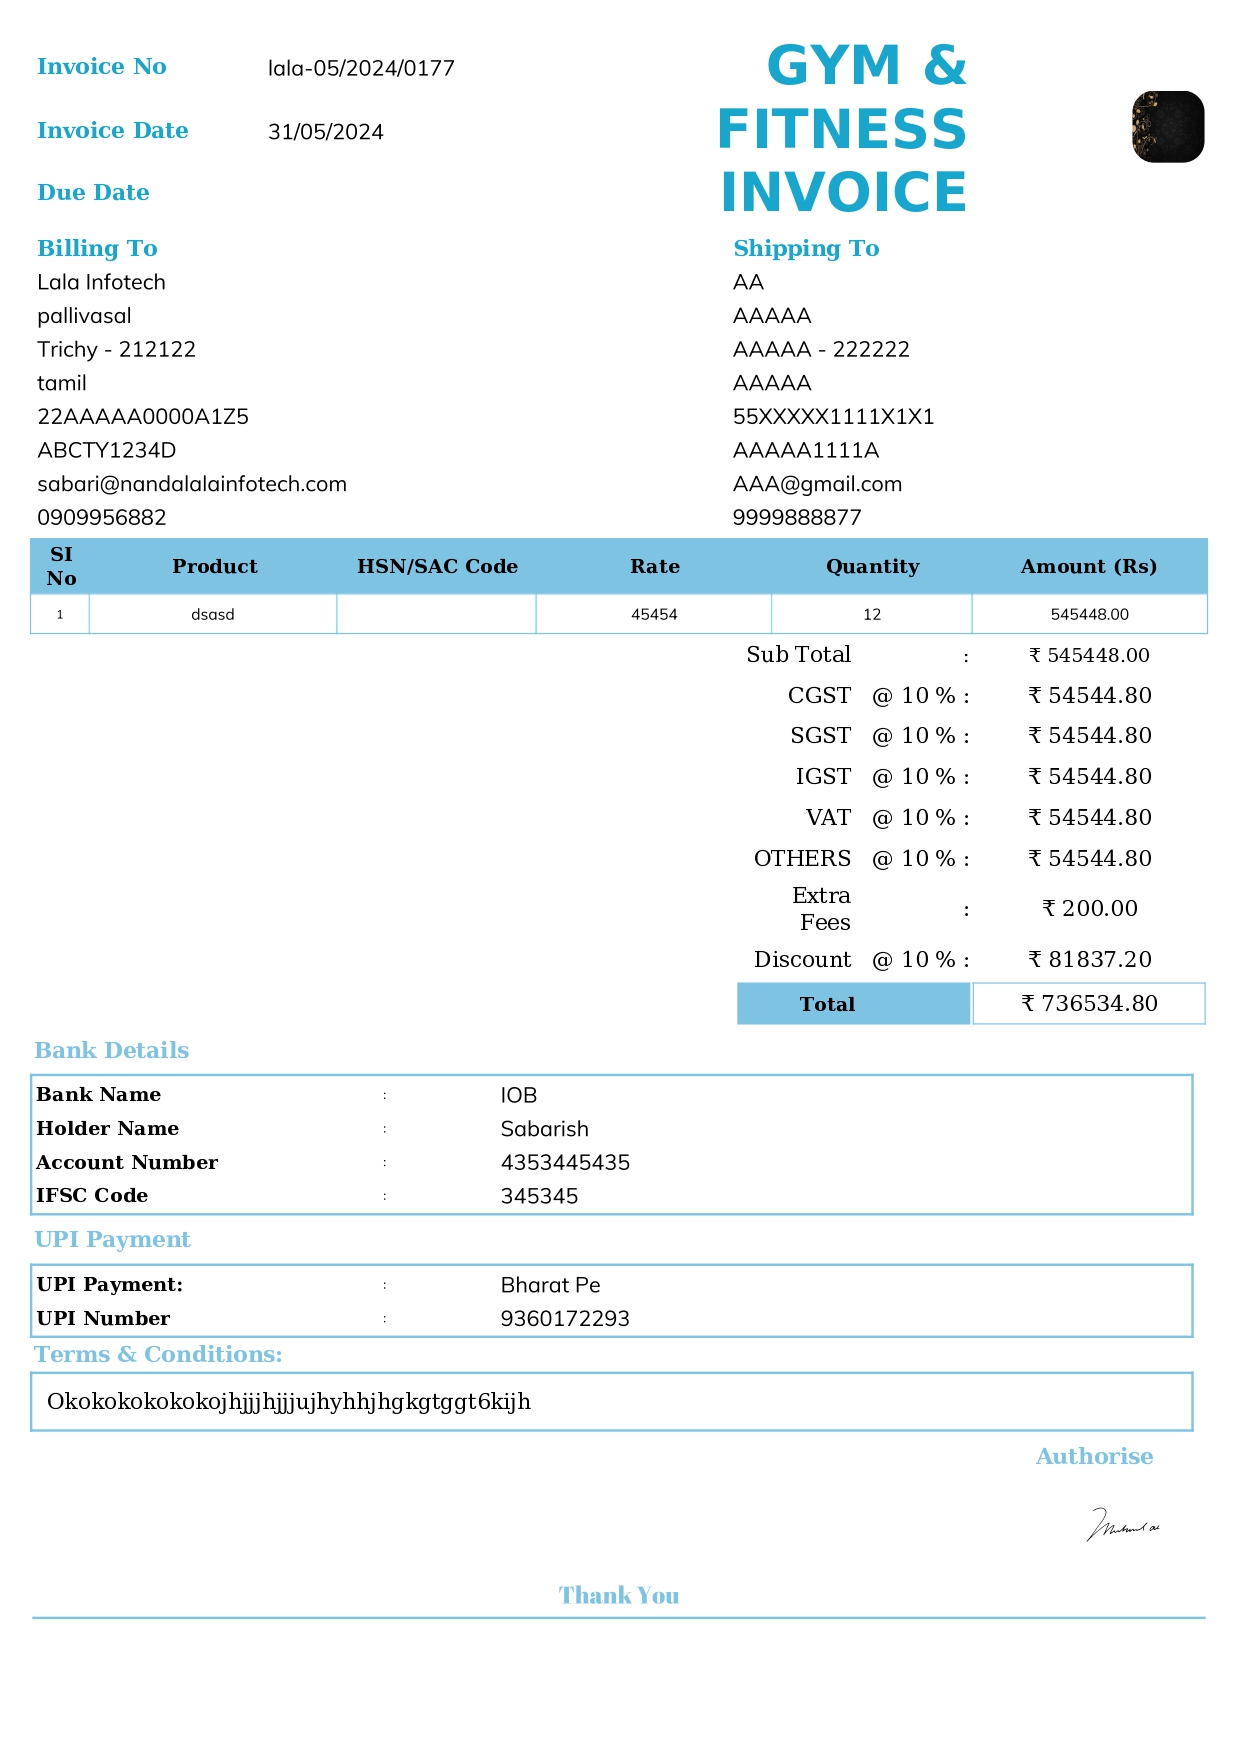 Invoice No lala-05/2024/0177
Invoice Date 31/05/2024
Due Date
GYM &
FITNESS
INVOICE
Billing To
Lala Infotech
pallivasal
Trichy - 212122
tamil
22AAAAA0000A1Z5
ABCTY1234D
sabari@nandalalainfotech.com
0909956882
Shipping To
AA
AAAAA
AAAAA - 222222
AAAAA
55XXXXX1111X1X1
AAAAA1111A
AAA@gmail.com
9999888877
SI No Product HSN/SAC Code Rate Quantity Amount (Rs)
1 dsasd 45454 12 545448.00
Sub Total : ₹ 545448.00
CGST @ 10 % : ₹ 54544.80
SGST @ 10 % : ₹ 54544.80
IGST @ 10 % : ₹ 54544.80
VAT @ 10 % : ₹ 54544.80
OTHERS @ 10 % : ₹ 54544.80
Extra Fees : ₹ 200.00
Discount @ 10 % : ₹ 81837.20
Total ₹ 736534.80
Bank Details
Bank Name : IOB
Holder Name : Sabarish
Account Number : 4353445435
IFSC Code : 345345
UPI Payment
UPI Payment: : Bharat Pe
UPI Number : 9360172293
Terms & Conditions:
Okokokokokokojhjjjhjjjujhyhhjhgkgtggt6kijh
Authorise
Thank You